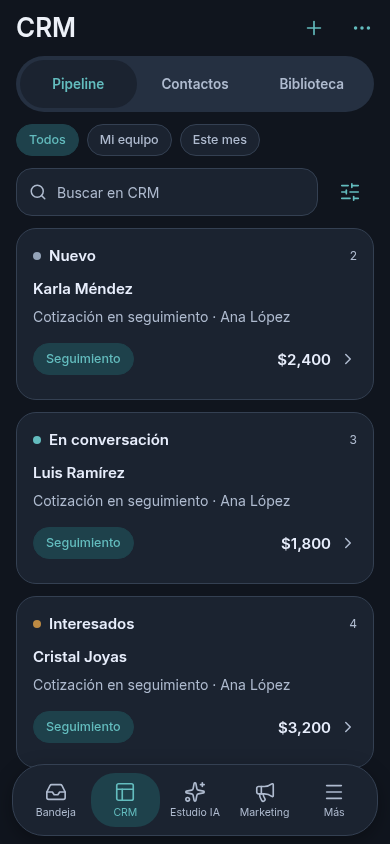 CRM
Pipeline Contactos Biblioteca
Todos Mi equipo Este mes
Buscar en CRM
Nuevo 2
Karla Méndez
Cotización en seguimiento · Ana López
Seguimiento $2,400
En conversación 3
Luis Ramírez
Cotización en seguimiento · Ana López
Seguimiento $1,800
Interesados 4
Cristal Joyas
Cotización en seguimiento · Ana López
Seguimiento $3,200
Bandeja CRM Estudio IA Marketing Más